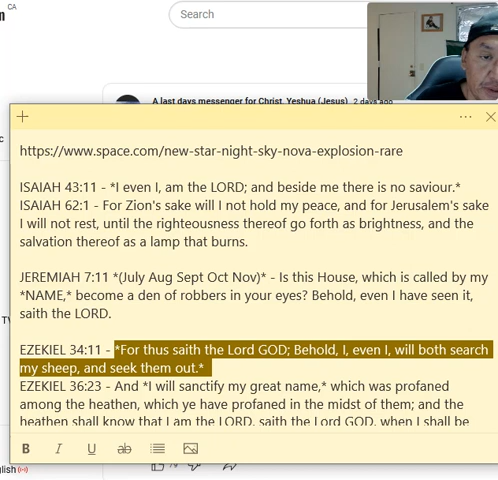 CA
Search
A last days messenger for Christ, Yeshua (Jesus) 2 days ago
https://www.space.com/new-star-night-sky-nova-explosion-rare
ISAIAH 43:11 - *I even I, am the LORD; and beside me there is no saviour.*
ISAIAH 62:1 - For Zion's sake will I not hold my peace, and for Jerusalem's sake
I will not rest, until the righteousness thereof go forth as brightness, and the
salvation thereof as a lamp that burns.
JEREMIAH 7:11 *(July Aug Sept Oct Nov)* - Is this House, which is called by my
*NAME,* become a den of robbers in your eyes? Behold, even I have seen it,
saith the LORD.
EZEKIEL 34:11 - *For thus saith the Lord GOD; Behold, I, even I, will both search
my sheep, and seek them out.*
EZEKIEL 36:23 - And *I will sanctify my great name,* which was profaned
among the heathen, which ye have profaned in the midst of them; and the
heathen shall know that I am the LORD, saith the Lord GOD, when I shall be
B I U ab
glish